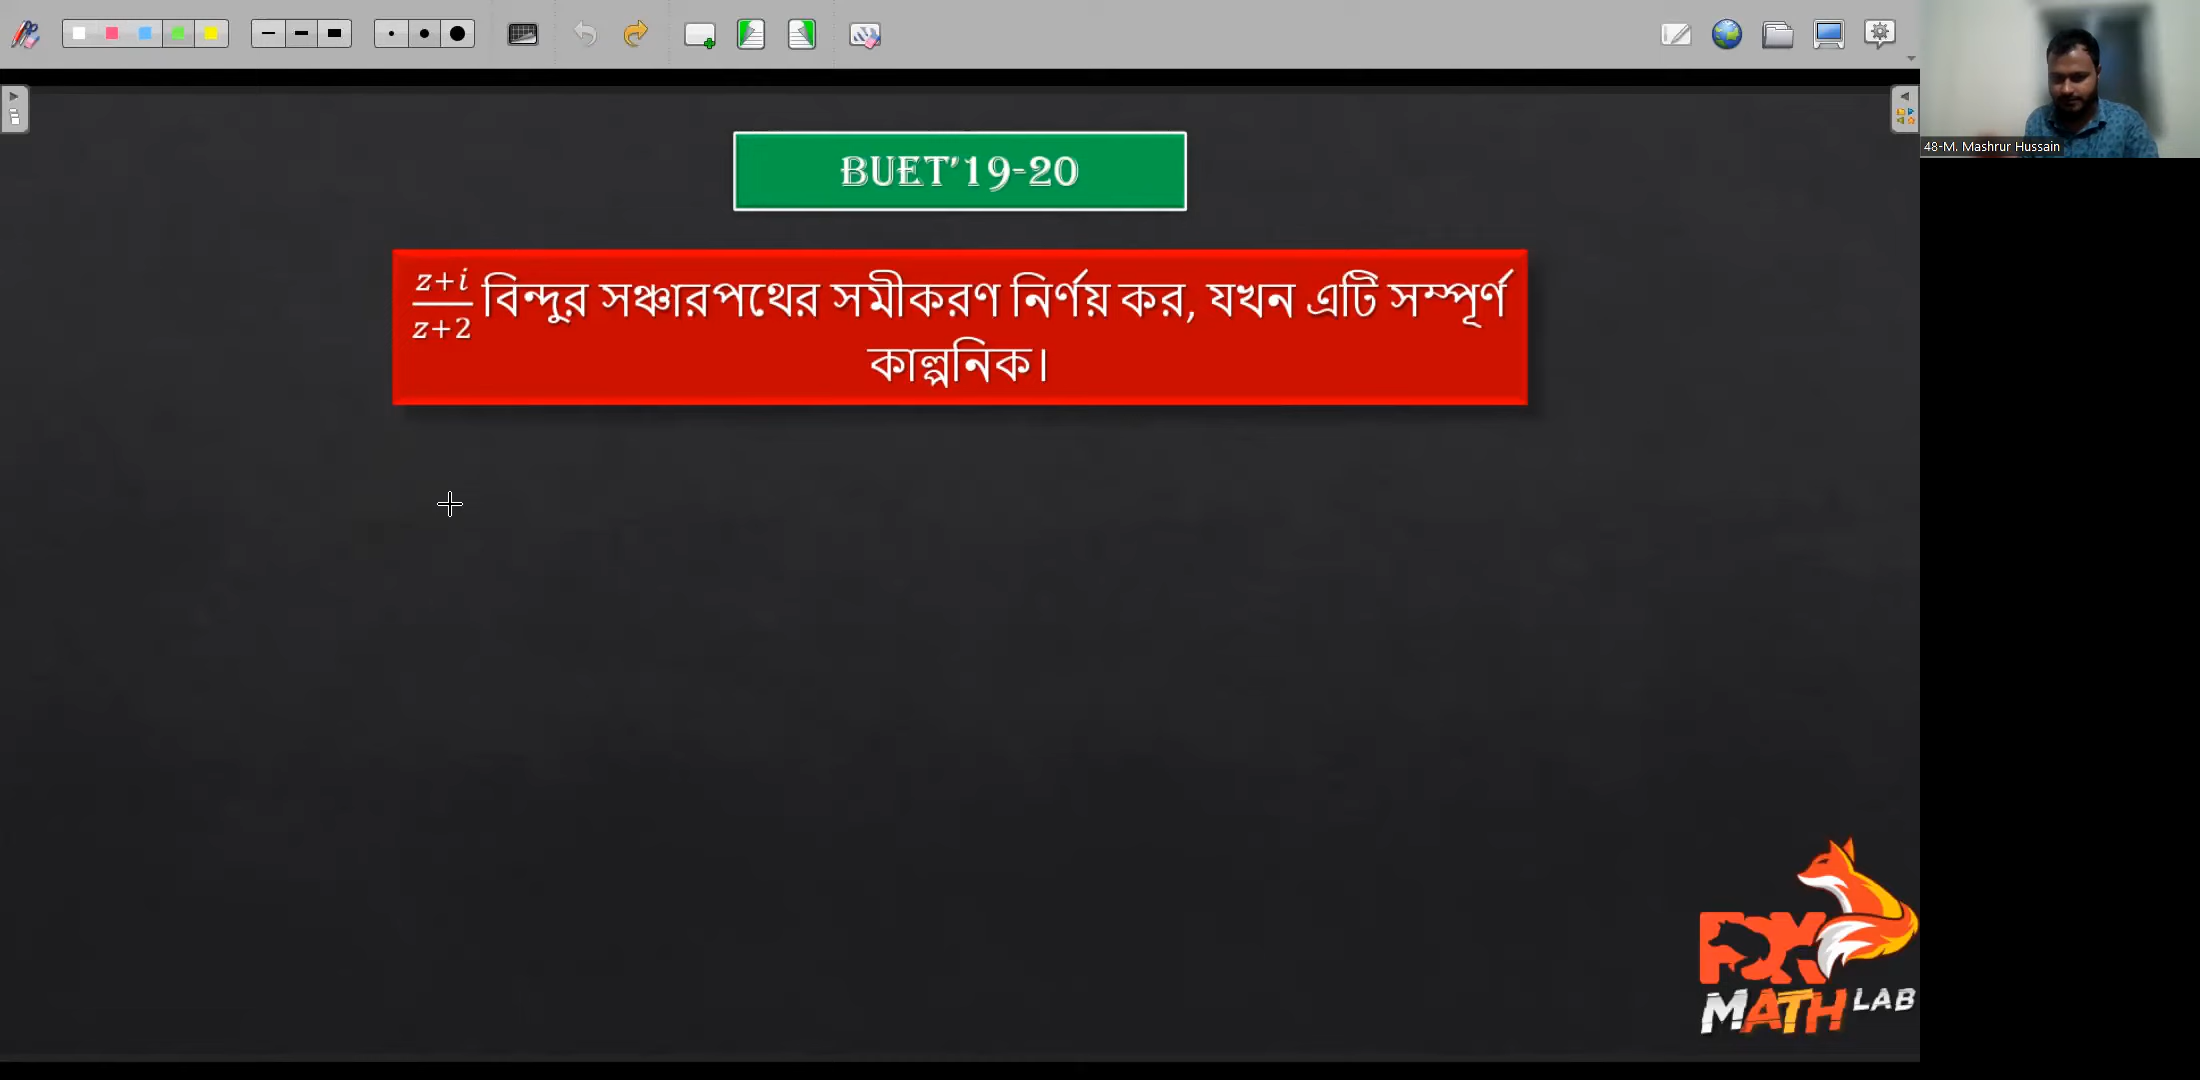 48-M. Mashrur Hussain
BUET'19-20
z+i/z+2 বিন্দুর সঞ্চারপথের সমীকরণ নির্ণয় কর, যখন এটি সম্পূর্ণ
কাল্পনিক।
FOX
MATH LAB